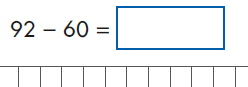 92 – 60 =